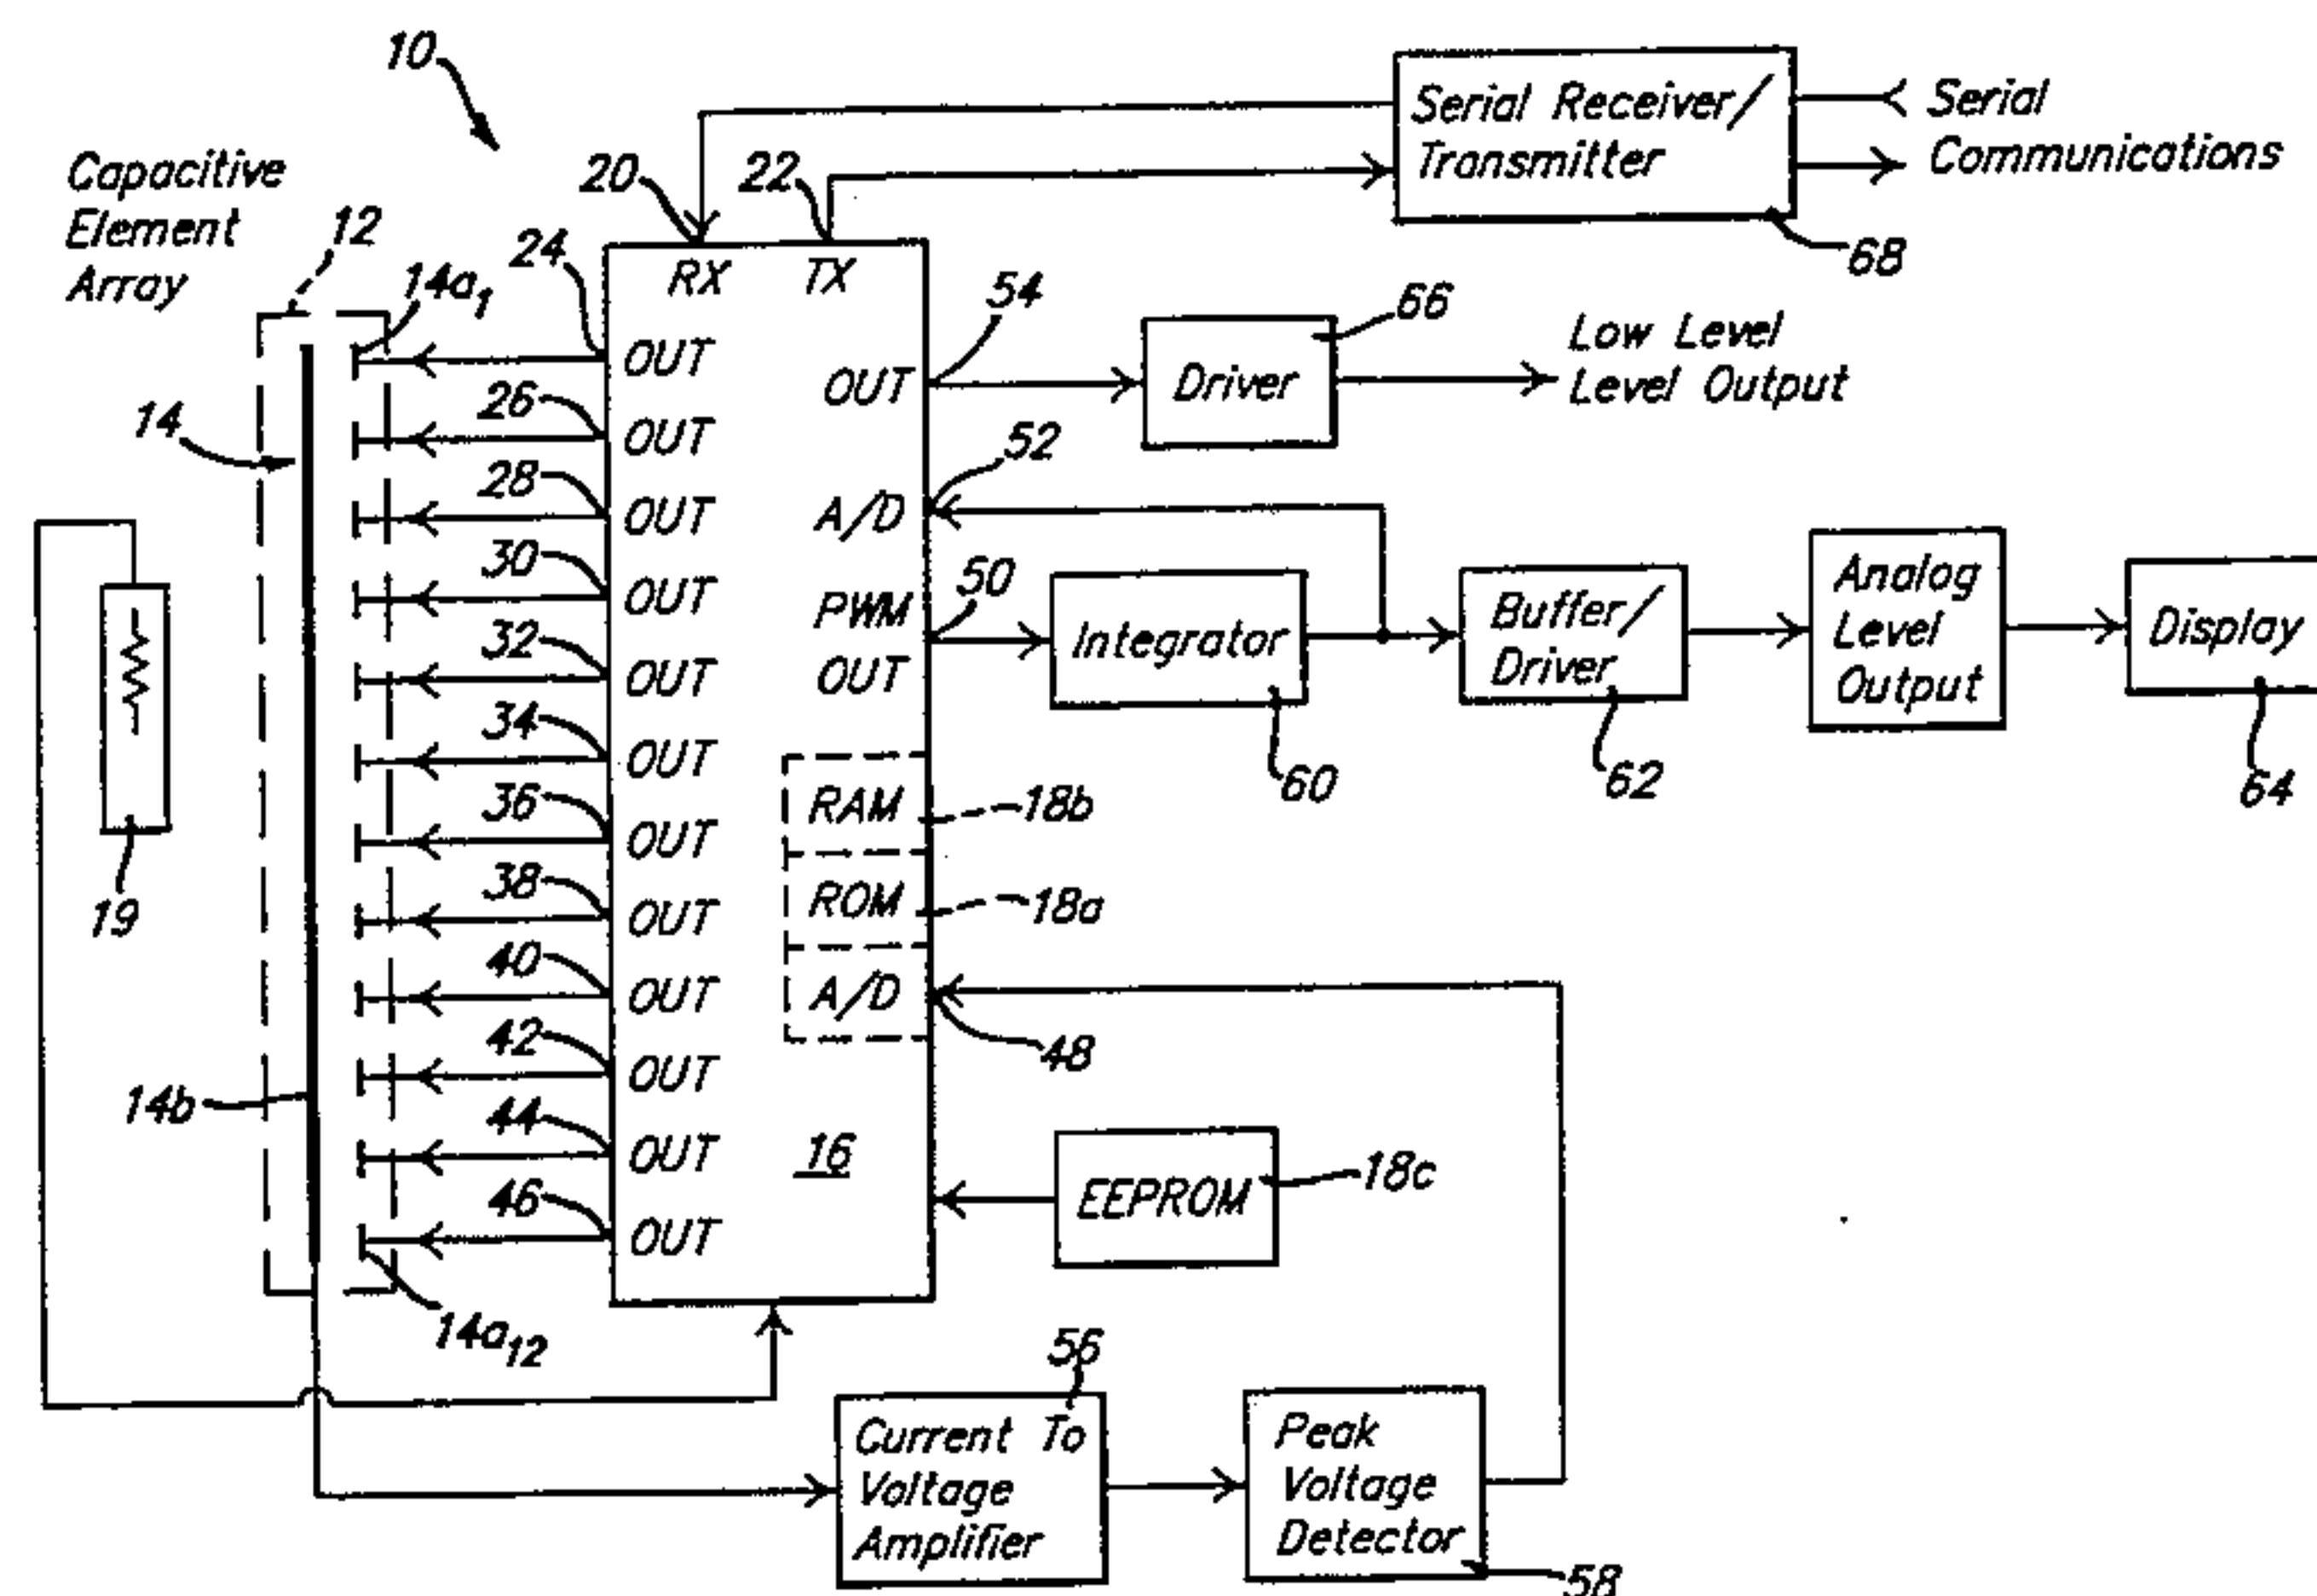 10
Capacitive
Element
Array
12
14a1
14
14b
14a12
19
20
22
24
26
28
30
32
34
36
38
40
42
44
46
RX TX
OUT
OUT
OUT
OUT
OUT
OUT
OUT
OUT
OUT
OUT
OUT
OUT
OUT
A/D
PWM
OUT
RAM
ROM
A/D
16
54
52
50
18b
18a
48
Serial Receiver/
Transmitter
68
Serial
Communications
Driver
66
Low Level
Level Output
Integrator
60
Buffer/
Driver
62
Analog
Level
Output
Display
64
EEPROM
18c
Current To
Voltage
Amplifier
56
Peak
Voltage
Detector
58